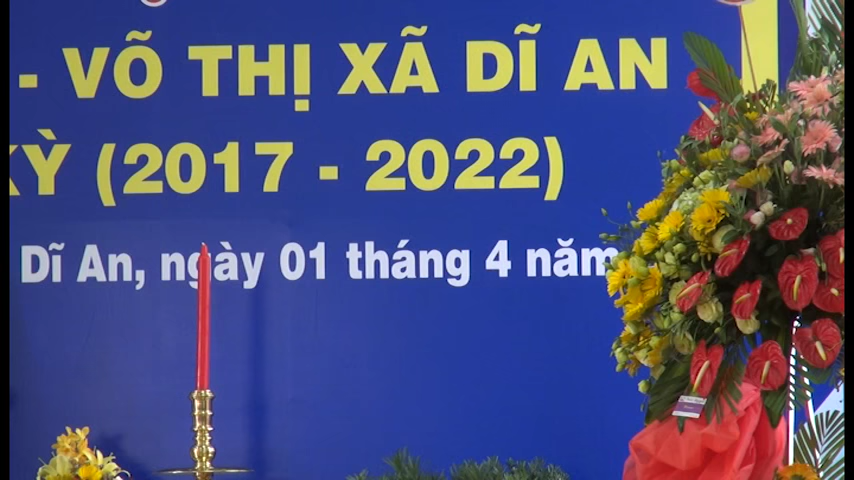 - VÕ THỊ XÃ DĨ AN
KỲ (2017 - 2022)
Dĩ An, ngày 01 tháng 4 năm